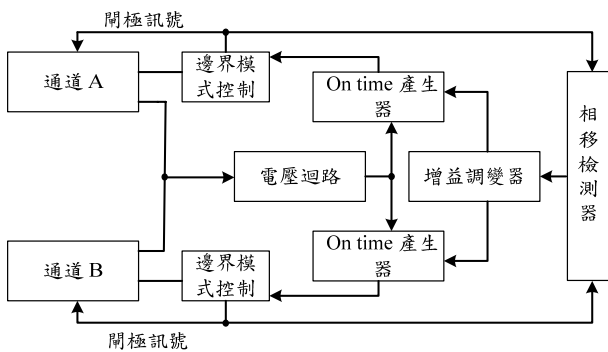 閘極訊號
通道 A
邊界模
式控制
On time 產生
器
相
移
檢
測
器
電壓迴路
增益調變器
On time 產生
器
通道 B
邊界模
式控制
閘極訊號